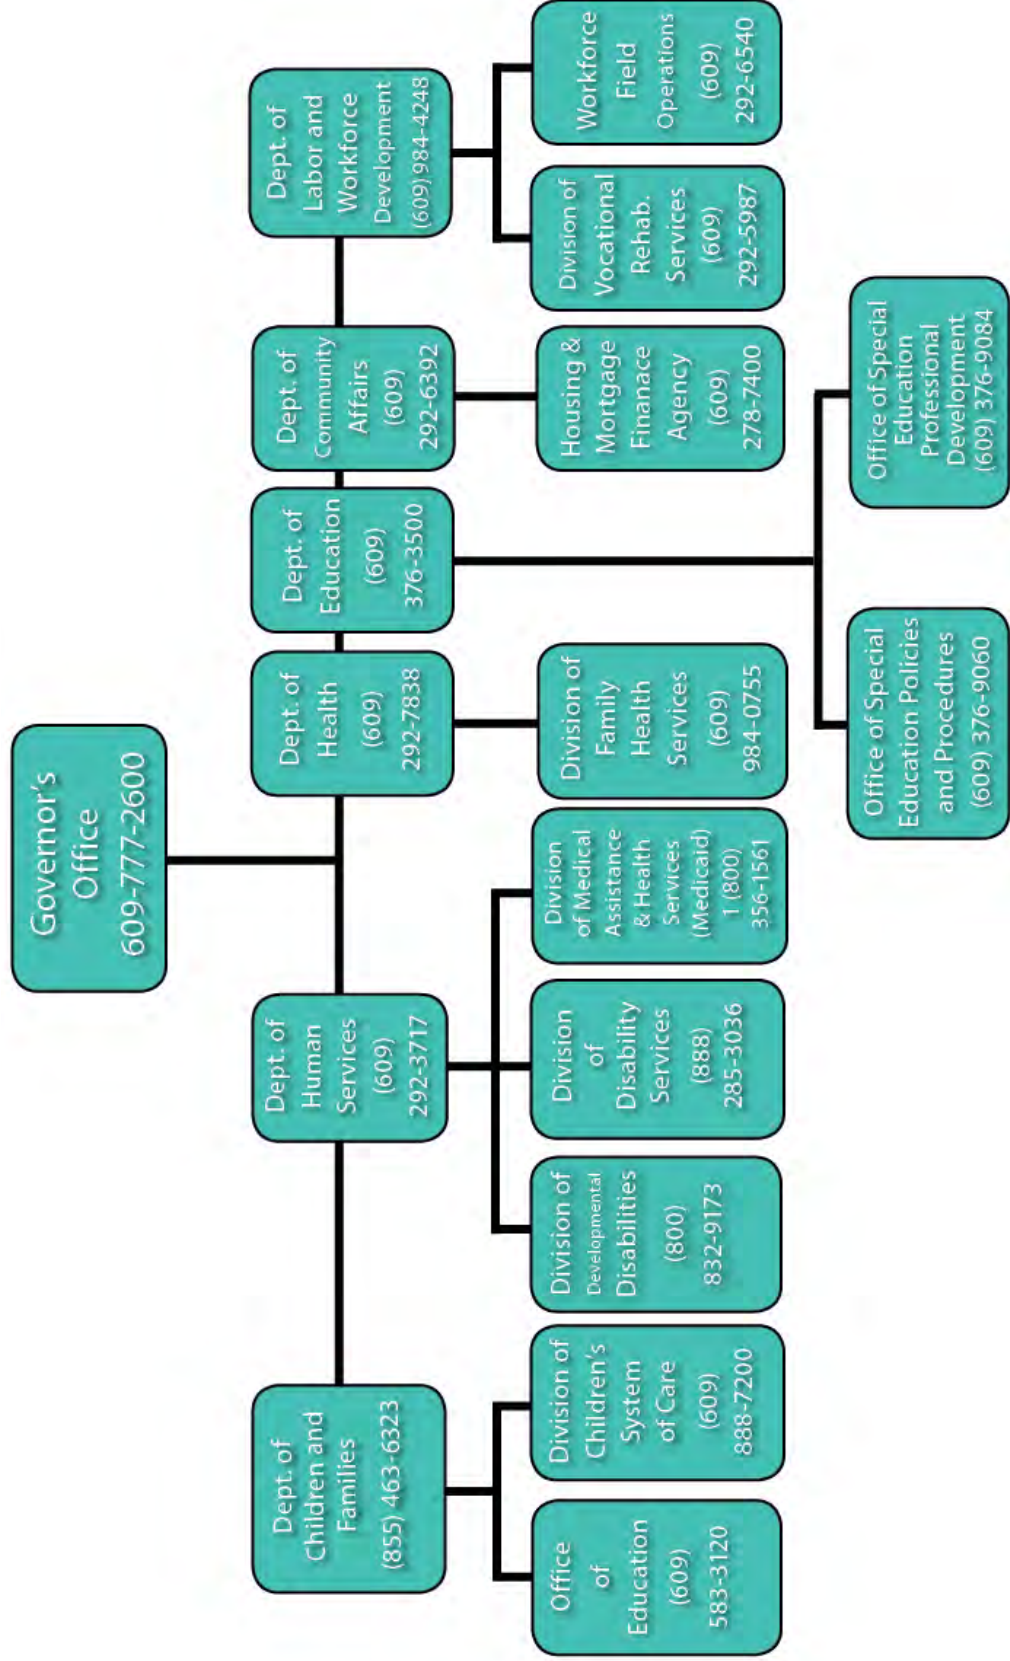 Governor's
Office
609-777-2600
Dept. of
Children and
Families
(855) 463-6323
Dept. of
Human
Services
(609)
292-3717
Dept. of
Health
(609)
292-7838
Dept. of
Education
(609)
376-3500
Dept. of
Community
Affairs
(609)
292-6392
Dept. of
Labor and
Workforce
Development
(609) 984-4248
Office
of
Education
(609)
583-3120
Division of
Children's
System
of Care
(609)
888-7200
Division of
Developmental
Disabilities
(800)
832-9173
Division
of
Disability
Services
(888)
285-3036
Division
of Medical
Assistance
& Health
Services
(Medicaid)
1 (800)
356-1561
Division of
Family
Health
Services
(609)
984-0755
Housing &
Mortgage
Finanace
Agency
(609)
278-7400
Division of
Vocational
Rehab.
Services
(609)
292-5987
Workforce
Field
Operations
(609)
292-6540
Office of Special
Education Policies
and Procedures
(609) 376-9060
Office of Special
Education
Professional
Development
(609) 376-9084